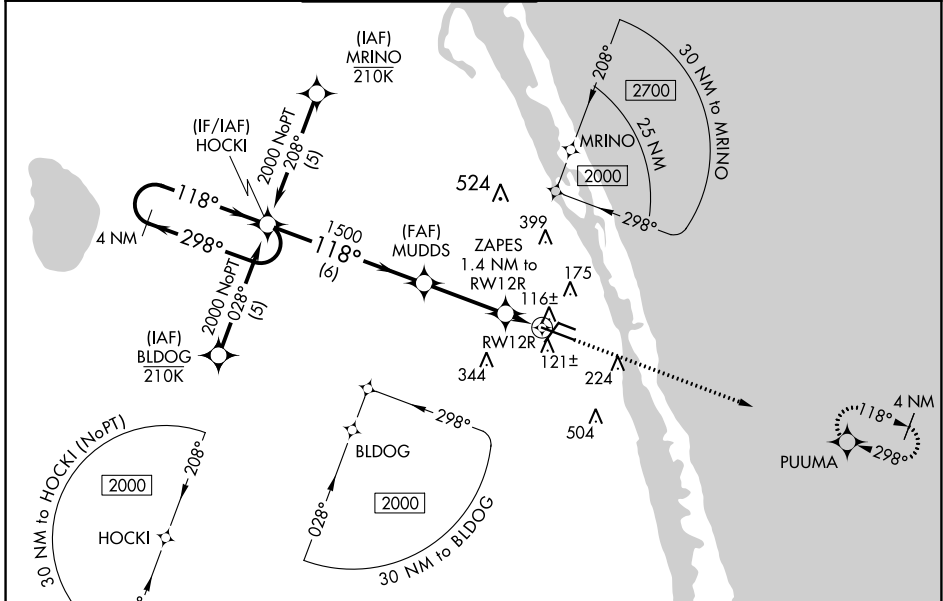 (IAF)
MRINO
210K
(IF/IAF)
HOCKI
2000 NoPT
208°
(5)
118°
4 NM
298°
1500
118°
(6)
(FAF)
MUDDS
2000 NoPT
028°
(5)
(IAF)
BLDOG
210K
ZAPES
1.4 NM to
RW12R
RW12R
524
399
175
116±
121±
344
224
504
208°
30 NM to MRINO
2700
25 NM
MRINO
2000
298°
118°
4 NM
298°
PUUMA
298°
BLDOG
028°
2000
30 NM to BLDOG
30 NM to HOCKI (NoPT)
208°
2000
HOCKI